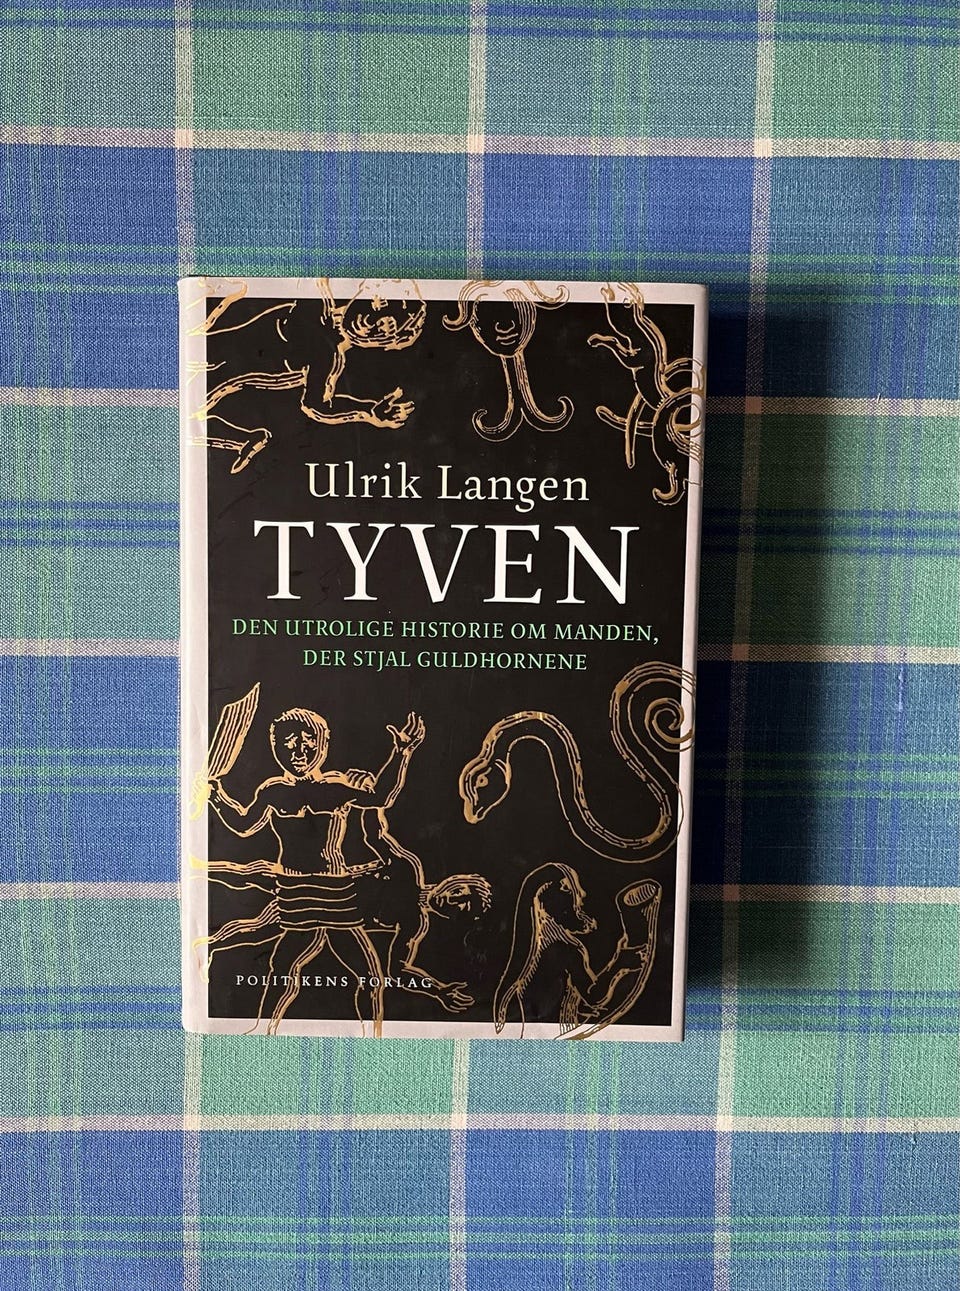 Ulrik Langen
TYVEN
DEN UTROLIGE HISTORIE OM MANDEN,
DER STJAL GULDHORNENE
POLITIKENS FORLAG